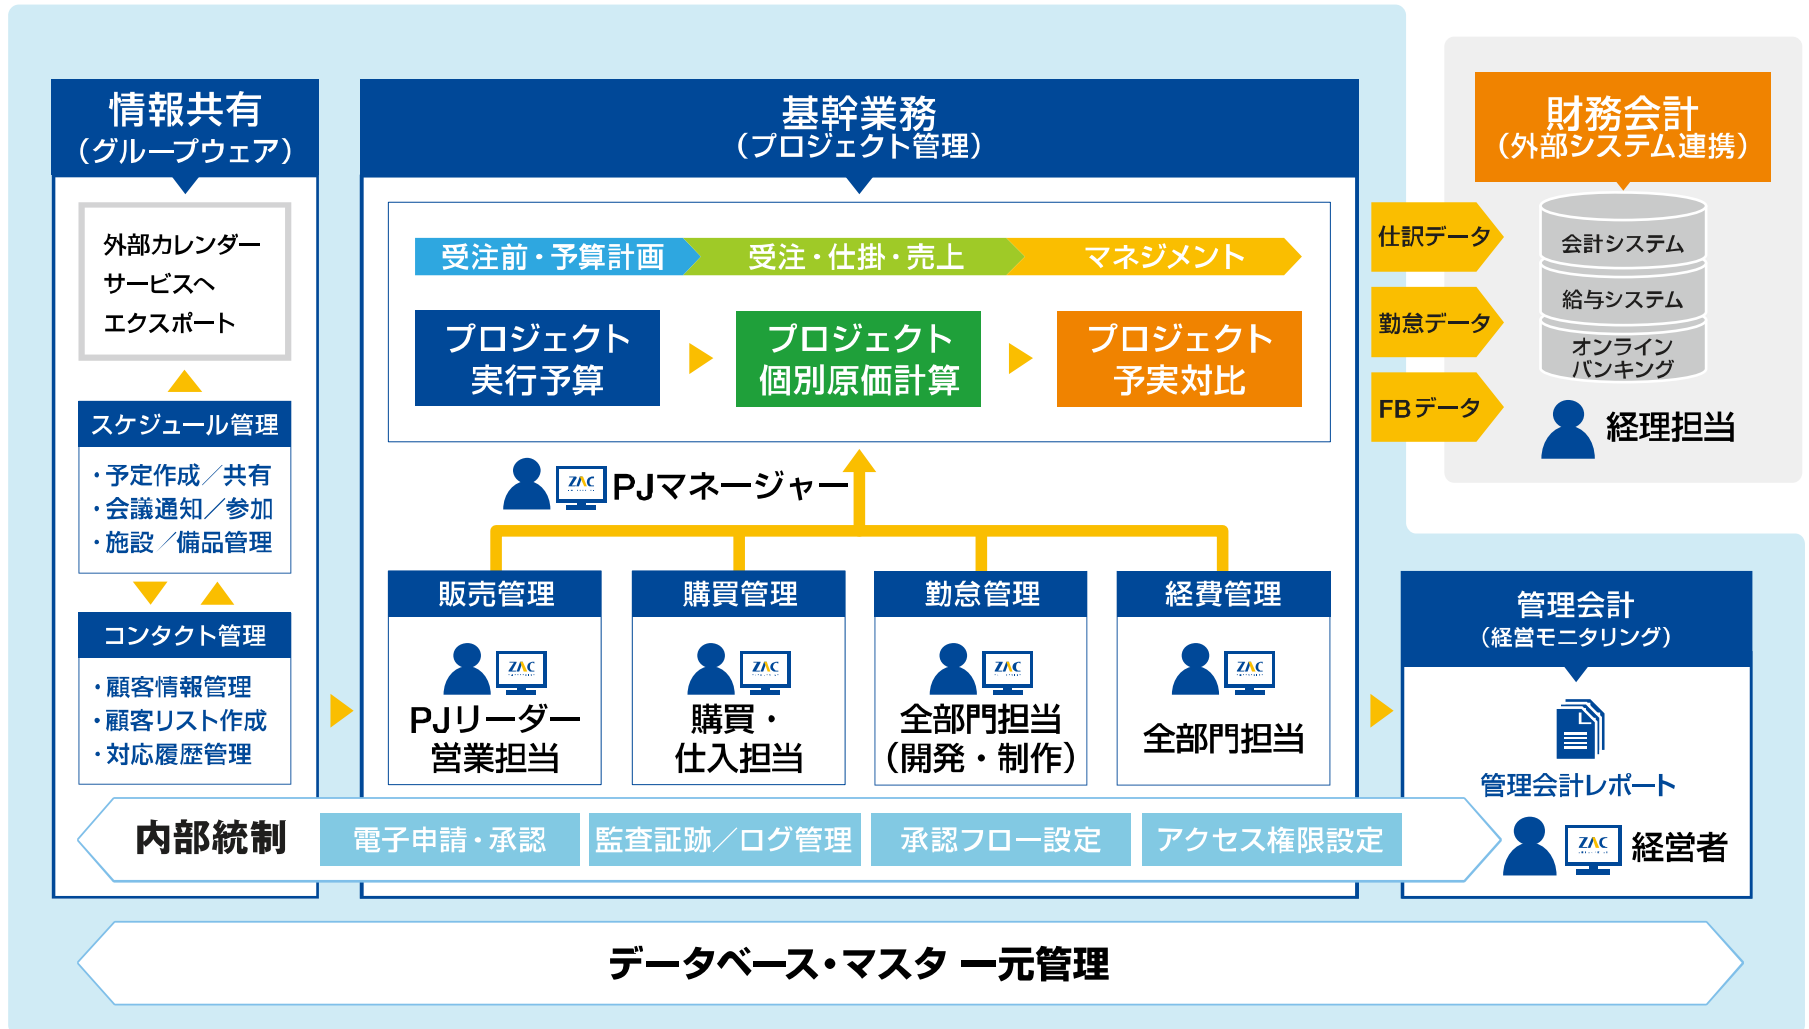 情報共有
（グループウェア）
外部カレンダー
サービスへ
エクスポート
スケジュール管理
・予定作成／共有
・会議通知／参加
・施設／備品管理
コンタクト管理
・顧客情報管理
・顧客リスト作成
・対応履歴管理
基幹業務
（プロジェクト管理）
受注前・予算計画
受注・仕掛・売上
マネジメント
プロジェクト
実行予算
プロジェクト
個別原価計算
プロジェクト
予実対比
ZAC
PJマネージャー
販売管理
ZAC
PJリーダー
営業担当
購買管理
ZAC
購買・
仕入担当
勤怠管理
ZAC
全部門担当
（開発・制作）
経費管理
ZAC
全部門担当
仕訳データ
勤怠データ
FBデータ
財務会計
（外部システム連携）
会計システム
給与システム
オンライン
バンキング
経理担当
管理会計
（経営モニタリング）
管理会計レポート
ZAC
経営者
内部統制
電子申請・承認
監査証跡／ログ管理
承認フロー設定
アクセス権限設定
データベース・マスタ 一元管理